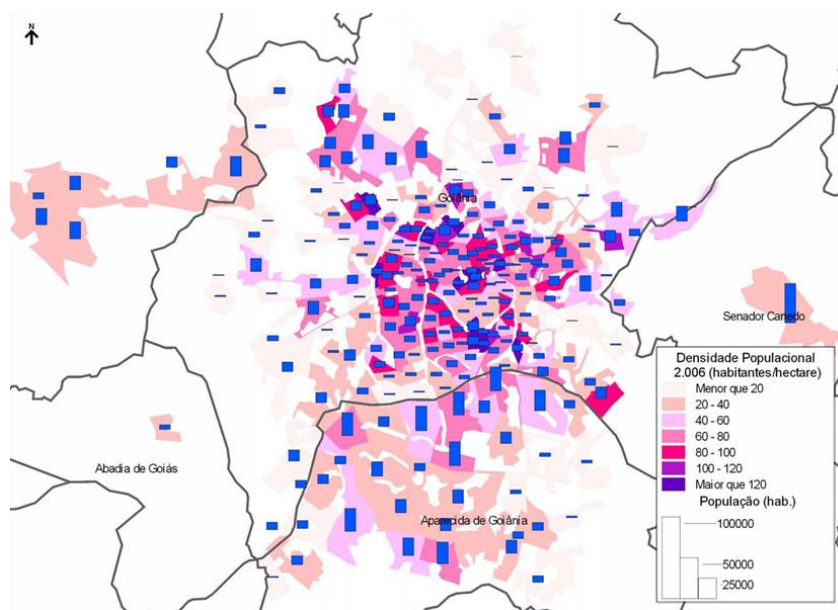 N
Goiânia
Senador Canedo
Abadia de Goiás
Aparecida de Goiânia
Densidade Populacional
2.006 (habitantes/hectare)
Menor que 20
20 - 40
40 - 60
60 - 80
80 - 100
100 - 120
Maior que 120
População (hab.)
100000
50000
25000